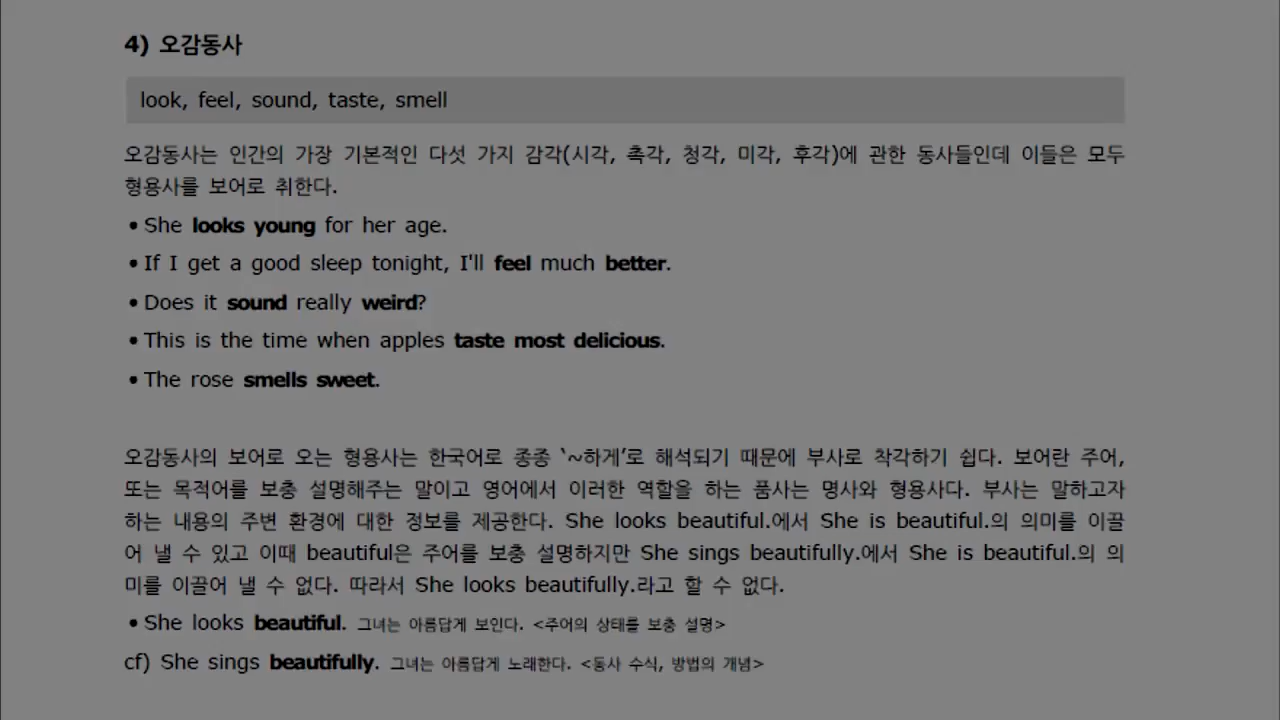 4) 오감동사
look, feel, sound, taste, smell
오감동사는 인간의 가장 기본적인 다섯 가지 감각(시각, 촉각, 청각, 미각, 후각)에 관한 동사들인데 이들은 모두
형용사를 보어로 취한다.
• She looks young for her age.
• If I get a good sleep tonight, I'll feel much better.
• Does it sound really weird?
• This is the time when apples taste most delicious.
• The rose smells sweet.
오감동사의 보어로 오는 형용사는 한국어로 종종 '~하게'로 해석되기 때문에 부사로 착각하기 쉽다. 보어란 주어,
또는 목적어를 보충 설명해주는 말이고 영어에서 이러한 역할을 하는 품사는 명사와 형용사다. 부사는 말하고자
하는 내용의 주변 환경에 대한 정보를 제공한다. She looks beautiful.에서 She is beautiful.의 의미를 이끌
어 낼 수 있고 이때 beautiful은 주어를 보충 설명하지만 She sings beautifully.에서 She is beautiful.의 의
미를 이끌어 낼 수 없다. 따라서 She looks beautifully.라고 할 수 없다.
• She looks beautiful. 그녀는 아름답게 보인다. <주어의 상태를 보충 설명>
cf) She sings beautifully. 그녀는 아름답게 노래한다. <동사 수식, 방법의 개념>